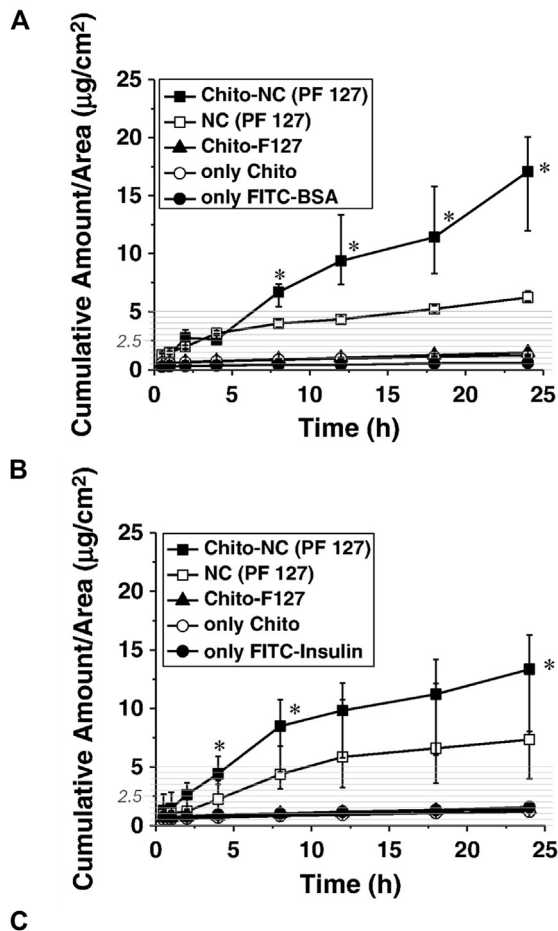 A
Cumulative Amount/Area (μg/cm2)
25
20
15
10
5
2.5
0
Chito-NC (PF 127)
NC (PF 127)
Chito-F127
only Chito
only FITC-BSA
*
*
*
*
0 5 10 15 20 25
Time (h)
B
Cumulative Amount/Area (μg/cm2)
25
20
15
10
5
2.5
0
Chito-NC (PF 127)
NC (PF 127)
Chito-F127
only Chito
only FITC-Insulin
*
*
*
0 5 10 15 20 25
Time (h)
C